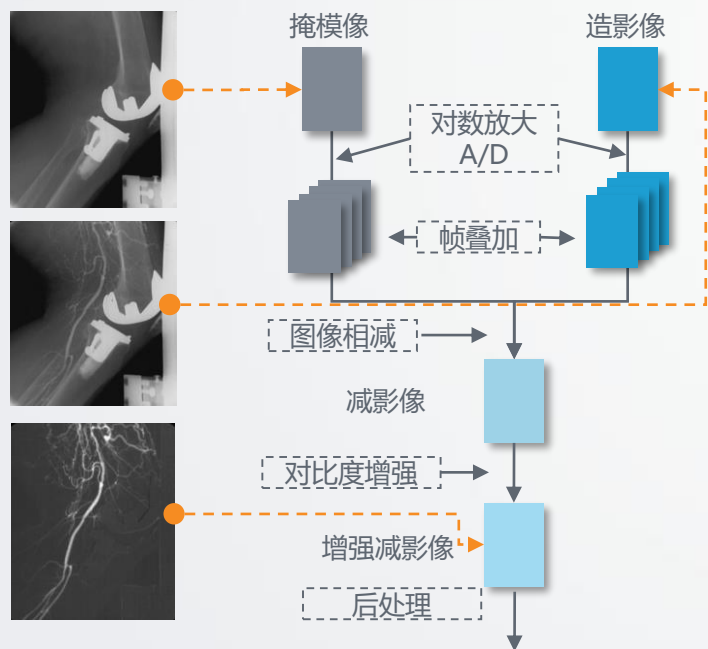 掩模像
造影像
对数放大
A/D
帧叠加
图像相减
减影像
对比度增强
增强减影像
后处理